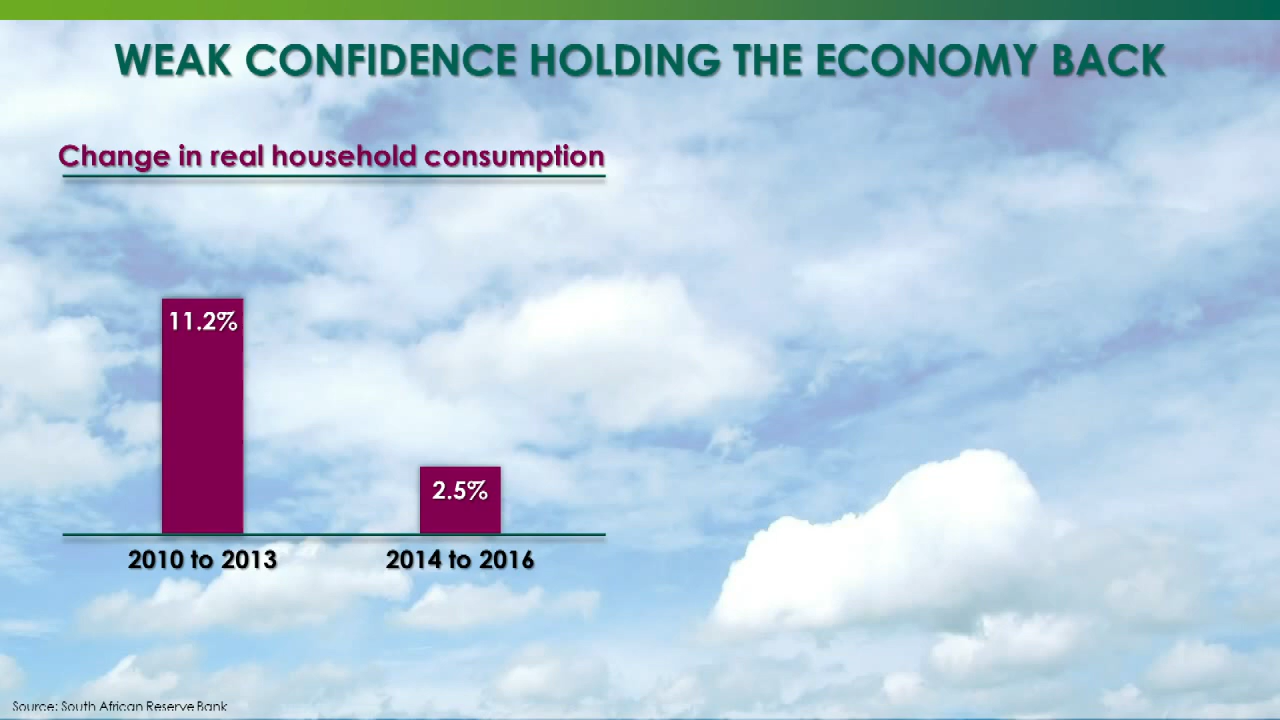 WEAK CONFIDENCE HOLDING THE ECONOMY BACK
Change in real household consumption
11.2%
2.5%
2010 to 2013
2014 to 2016
Source: South African Reserve Bank